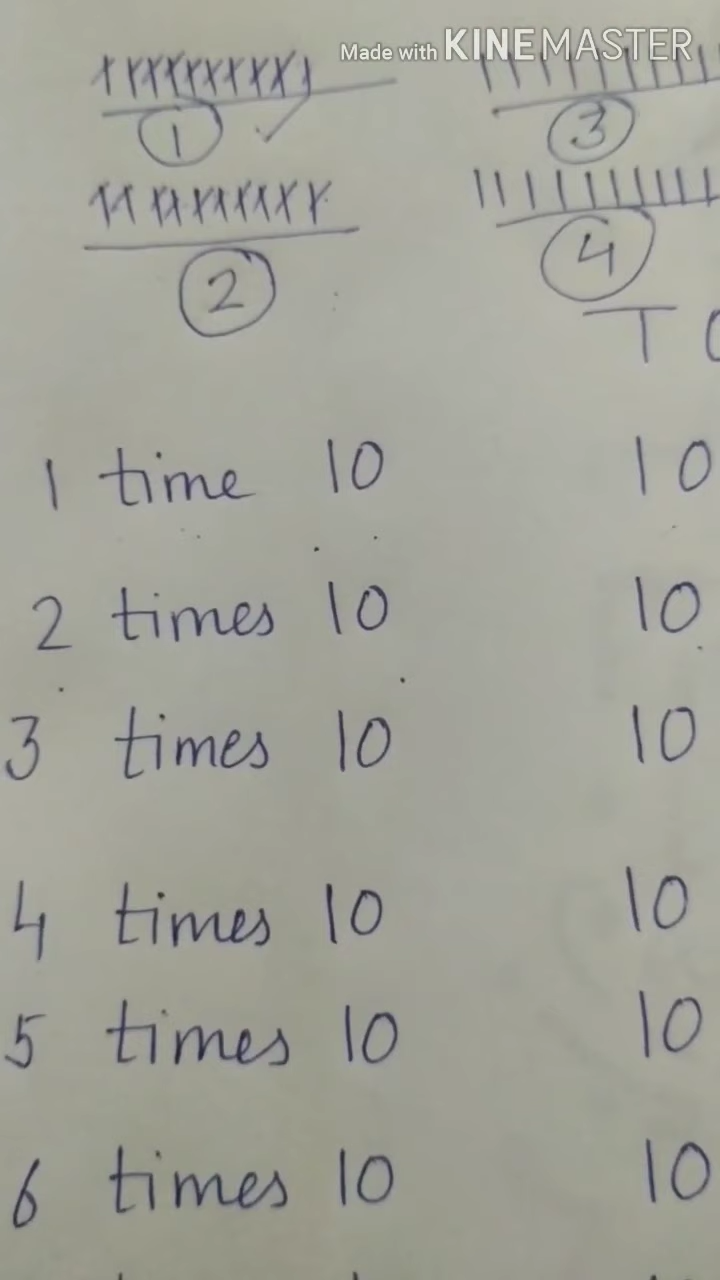 Made with KINEMASTER
1 3
2 4
T
1 time 10 10
2 times 10 10
3 times 10 10
4 times 10 10
5 times 10 10
6 times 10 10